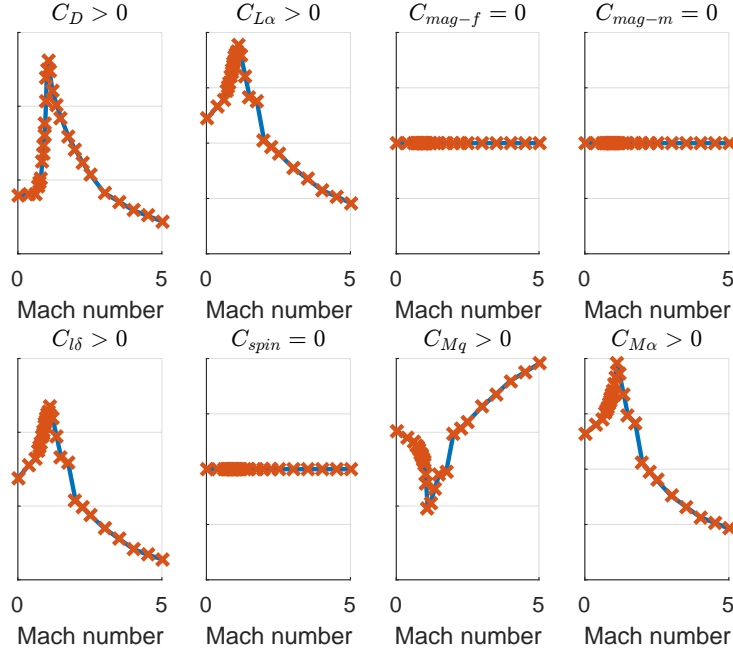 C_D > 0
C_{Lα} > 0
C_{mag−f} = 0
C_{mag−m} = 0
0 5
0 5
0 5
0 5
Mach number
Mach number
Mach number
Mach number
C_{lδ} > 0
C_{spin} = 0
C_{Mq} > 0
C_{Mα} > 0
0 5
0 5
0 5
0 5
Mach number
Mach number
Mach number
Mach number